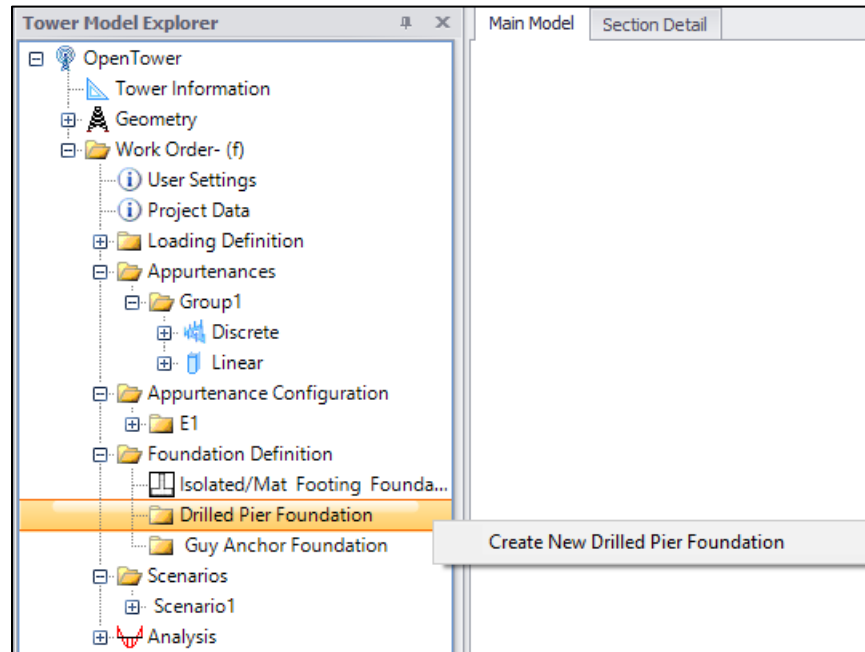 Tower Model Explorer
Main Model
Section Detail
OpenTower
Tower Information
Geometry
Work Order- (f)
User Settings
Project Data
Loading Definition
Appurtenances
Group1
Discrete
Linear
Appurtenance Configuration
E1
Foundation Definition
Isolated/Mat Footing Founda...
Drilled Pier Foundation
Create New Drilled Pier Foundation
Guy Anchor Foundation
Scenarios
Scenario1
Analysis